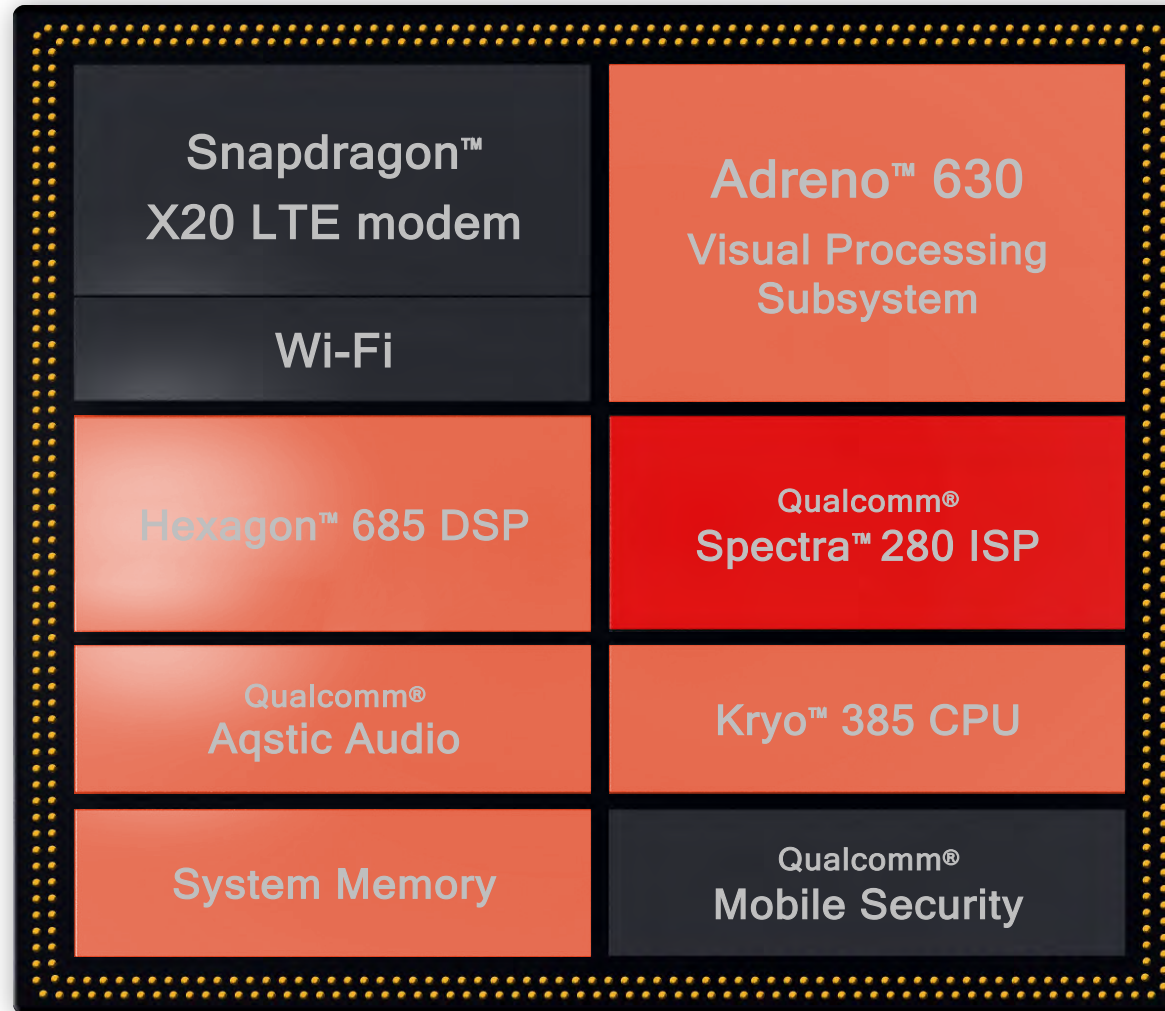 Snapdragon™
X20 LTE modem
Wi-Fi
Adreno™ 630
Visual Processing
Subsystem
Hexagon™ 685 DSP
Qualcomm®
Spectra™ 280 ISP
Qualcomm®
Aqstic Audio
Kryo™ 385 CPU
System Memory
Qualcomm®
Mobile Security